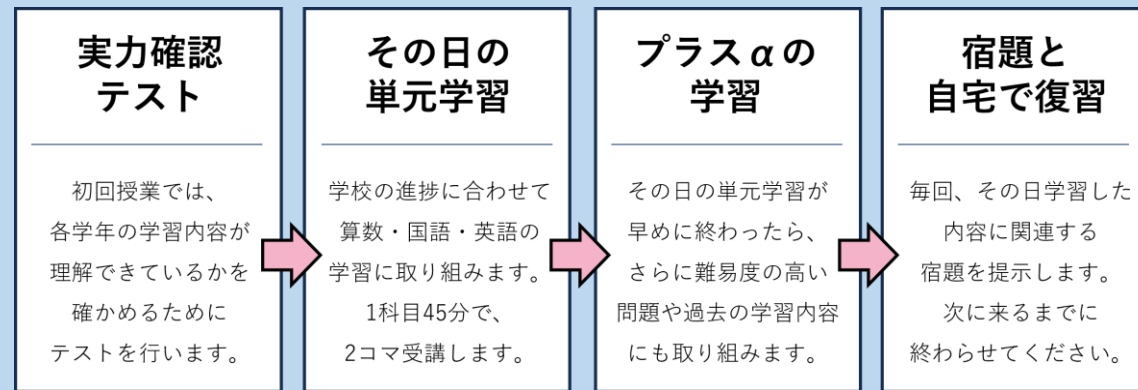 実力確認
テスト
初回授業では、
各学年の学習内容が
理解できているかを
確かめるために
テストを行います。
その日の
単元学習
学校の進捗に合わせて
算数・国語・英語の
学習に取り組みます。
1科目45分で、
2コマ受講します。
プラスαの
学習
その日の単元学習が
早めに終わったら、
さらに難易度の高い
問題や過去の学習内容
にも取り組みます。
宿題と
自宅で復習
毎回、その日学習した
内容に関連する
宿題を提示します。
次に来るまでに
終わらせてください。